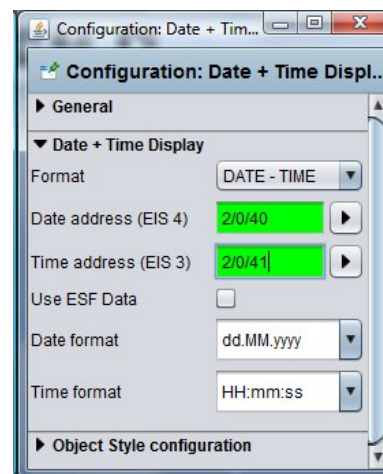 Configuration: Date + Tim...
Configuration: Date + Time Displ..
General
Date + Time Display
Format DATE - TIME
Date address (EIS 4) 2/0/40
Time address (EIS 3) 2/0/41
Use ESF Data
Date format dd.MM.yyyy
Time format HH:mm:ss
Object Style configuration